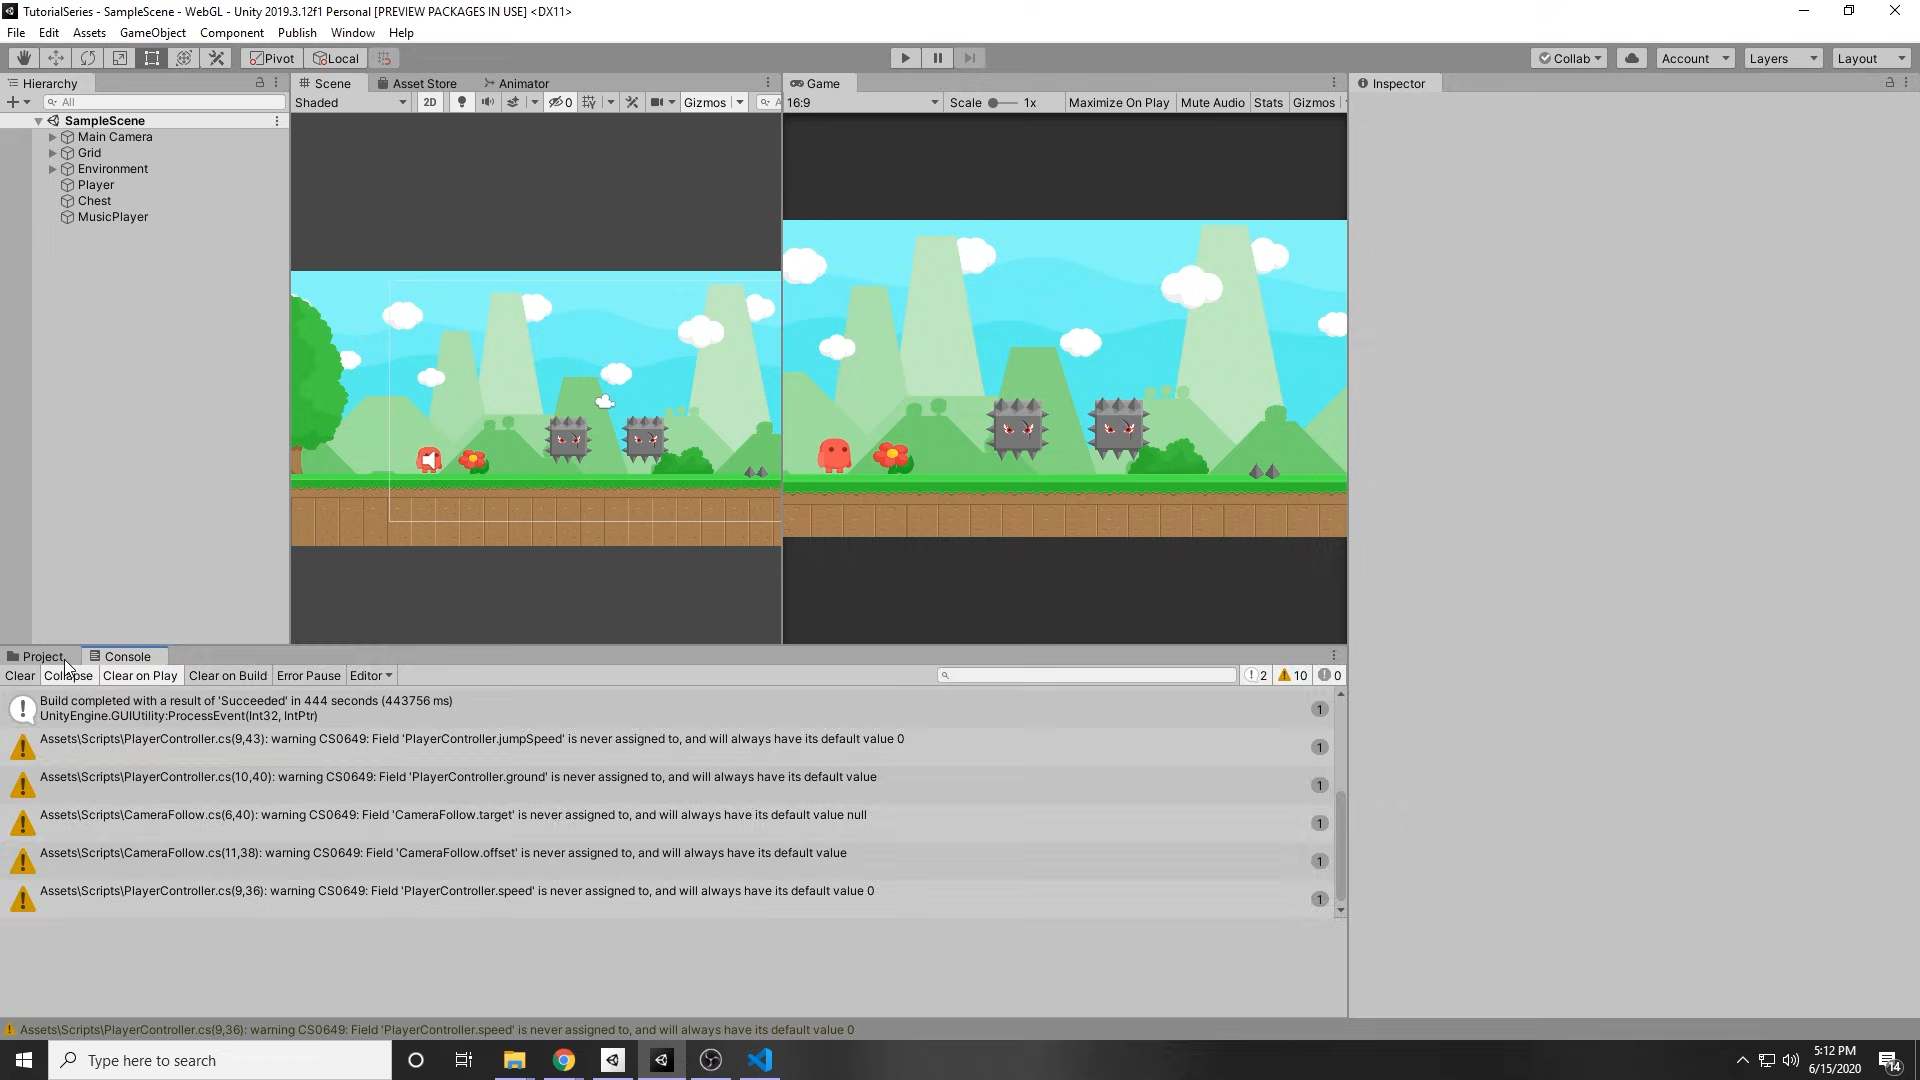 TutorialSeries - SampleScene - WebGL - Unity 2019.3.12f1 Personal [PREVIEW PACKAGES IN USE] <DX11>
File Edit Assets GameObject Component Publish Window Help
Pivot Local Collab Account Layers Layout
Hierarchy
All
SampleScene
Main Camera
Grid
Environment
Player
Chest
MusicPlayer
Scene Asset Store Animator
Shaded 2D 0 Gizmos A
Game
16:9 Scale 1x Maximize On Play Mute Audio Stats Gizmos
Inspector
Project Console
Clear Collapse Clear on Play Clear on Build Error Pause Editor 2 10 0
Build completed with a result of 'Succeeded' in 444 seconds (443756 ms)
UnityEngine.GUIUtility:ProcessEvent(Int32, IntPtr)
1
Assets\Scripts\PlayerController.cs(9,43): warning CS0649: Field 'PlayerController.jumpSpeed' is never assigned to, and will always have its default value 0
1
Assets\Scripts\PlayerController.cs(10,40): warning CS0649: Field 'PlayerController.ground' is never assigned to, and will always have its default value
1
Assets\Scripts\CameraFollow.cs(6,40): warning CS0649: Field 'CameraFollow.target' is never assigned to, and will always have its default value null
1
Assets\Scripts\CameraFollow.cs(11,38): warning CS0649: Field 'CameraFollow.offset' is never assigned to, and will always have its default value
1
Assets\Scripts\PlayerController.cs(9,36): warning CS0649: Field 'PlayerController.speed' is never assigned to, and will always have its default value 0
1
Assets\Scripts\PlayerController.cs(9,36): warning CS0649: Field 'PlayerController.speed' is never assigned to, and will always have its default value 0
Type here to search
5:12 PM
6/15/2020
14